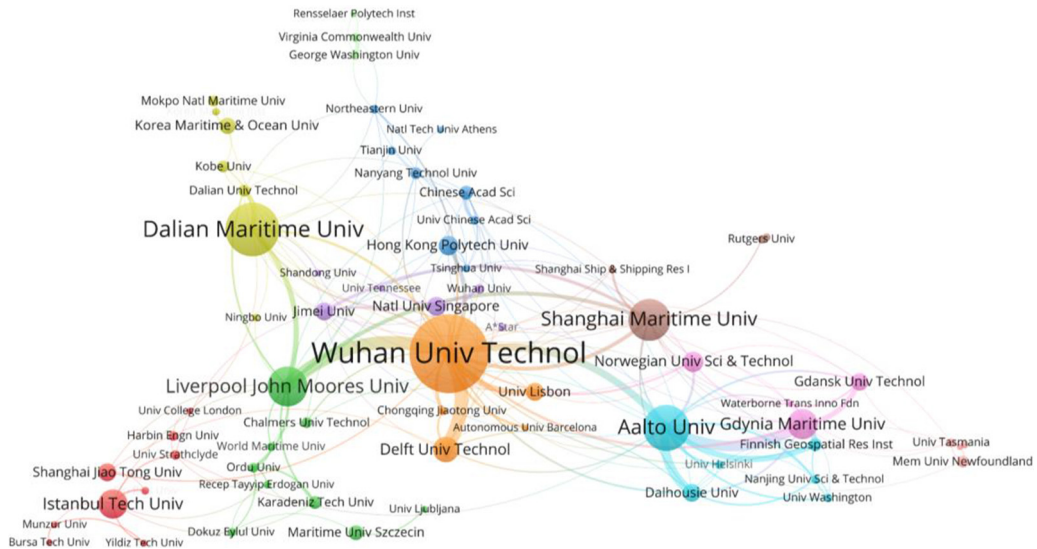 Rensselaer Polytech Inst
Virginia Commonwealth Univ
George Washington Univ
Mokpo Natl Maritime Univ
Northeastern Univ
Korea Maritime & Ocean Univ
Natl Tech Univ Athens
Tianjin Univ
Kobe Univ
Nanyang Technol Univ
Dalian Univ Technol
Chinese Acad Sci
Univ Chinese Acad Sci
Dalian Maritime Univ
Rutgers Univ
Hong Kong Polytech Univ
Tsinghua Univ
Shanghai Ship & Shipping Res I
Shandong Univ
Univ Tennessee
Wuhan Univ
Natl Univ Singapore
Jimei Univ
Ningbo Univ
Shanghai Maritime Univ
A*Star
Wuhan Univ Technol
Norwegian Univ Sci & Technol
Liverpool John Moores Univ
Gdansk Univ Technol
Univ Lisbon
Waterborne Trans Inno Fdn
Univ College London
Chongqing Jiaotong Univ
Chalmers Univ Technol
Autonomous Univ Barcelona
Aalto Univ
Gdynia Maritime Univ
Harbin Engn Univ
World Maritime Univ
Delft Univ Technol
Finnish Geospatial Res Inst
Univ Tasmania
Univ Strathclyde
Mem Univ Newfoundland
Univ Helsinki
Ordu Univ
Shanghai Jiao Tong Univ
Nanjing Univ Sci & Technol
Recep Tayyip Erdogan Univ
Dalhousie Univ
Univ Washington
Istanbul Tech Univ
Karadeniz Tech Univ
Univ Ljubljana
Munzur Univ
Dokuz Eylul Univ
Maritime Univ Szczecin
Bursa Tech Univ
Yildiz Tech Univ